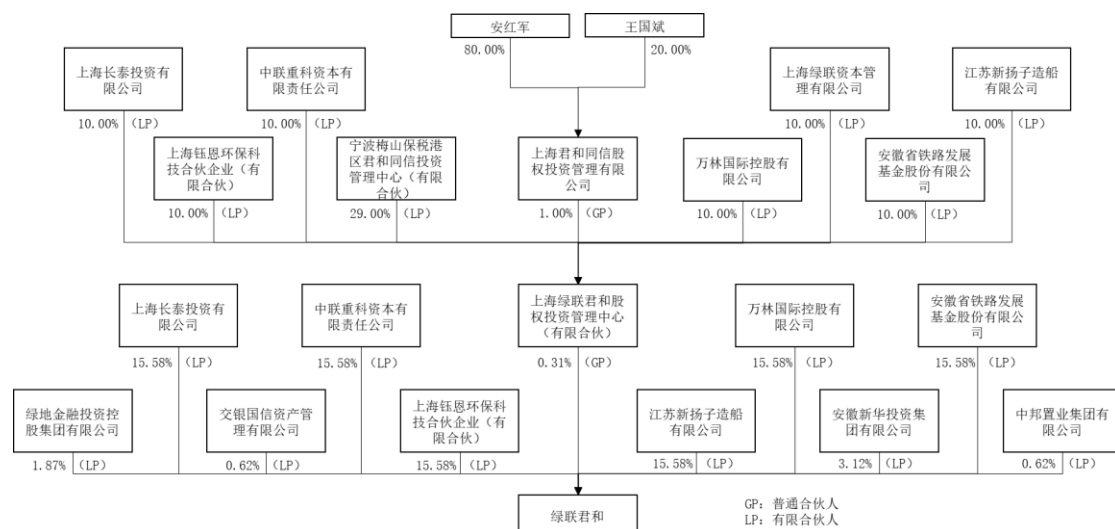 安红军
王国斌
80.00%
20.00%
上海长泰投资有
限公司
中联重科资本有
限责任公司
上海绿联资本管
理有限公司
江苏新扬子造船
有限公司
10.00%（LP）
10.00%（LP）
10.00%（LP）
10.00%（LP）
上海钰恩环保科
技合伙企业（有
限合伙）
宁波梅山保税港
区君和同信投资
管理中心（有限
合伙）
上海君和同信股
权投资管理有限
公司
万林国际控股有
限公司
安徽省铁路发展
基金股份有限公
司
10.00%（LP）
29.00%（LP）
1.00%（GP）
10.00%（LP）
10.00%（LP）
上海长泰投资有
限公司
中联重科资本有
限责任公司
上海绿联君和股
权投资管理中心
（有限合伙）
万林国际控股有
限公司
安徽省铁路发展
基金股份有限公
司
15.58%（LP）
15.58%（LP）
0.31%（GP）
15.58%（LP）
15.58%（LP）
绿地金融投资控
股集团有限公司
交银国信资产管
理有限公司
上海钰恩环保科
技合伙企业（有
限合伙）
江苏新扬子造船
有限公司
安徽新华投资集
团有限公司
中邦置业集团有
限公司
1.87%（LP）
0.62%（LP）
15.58%（LP）
15.58%（LP）
3.12%（LP）
0.62%（LP）
绿联君和
GP：普通合伙人
LP：有限合伙人